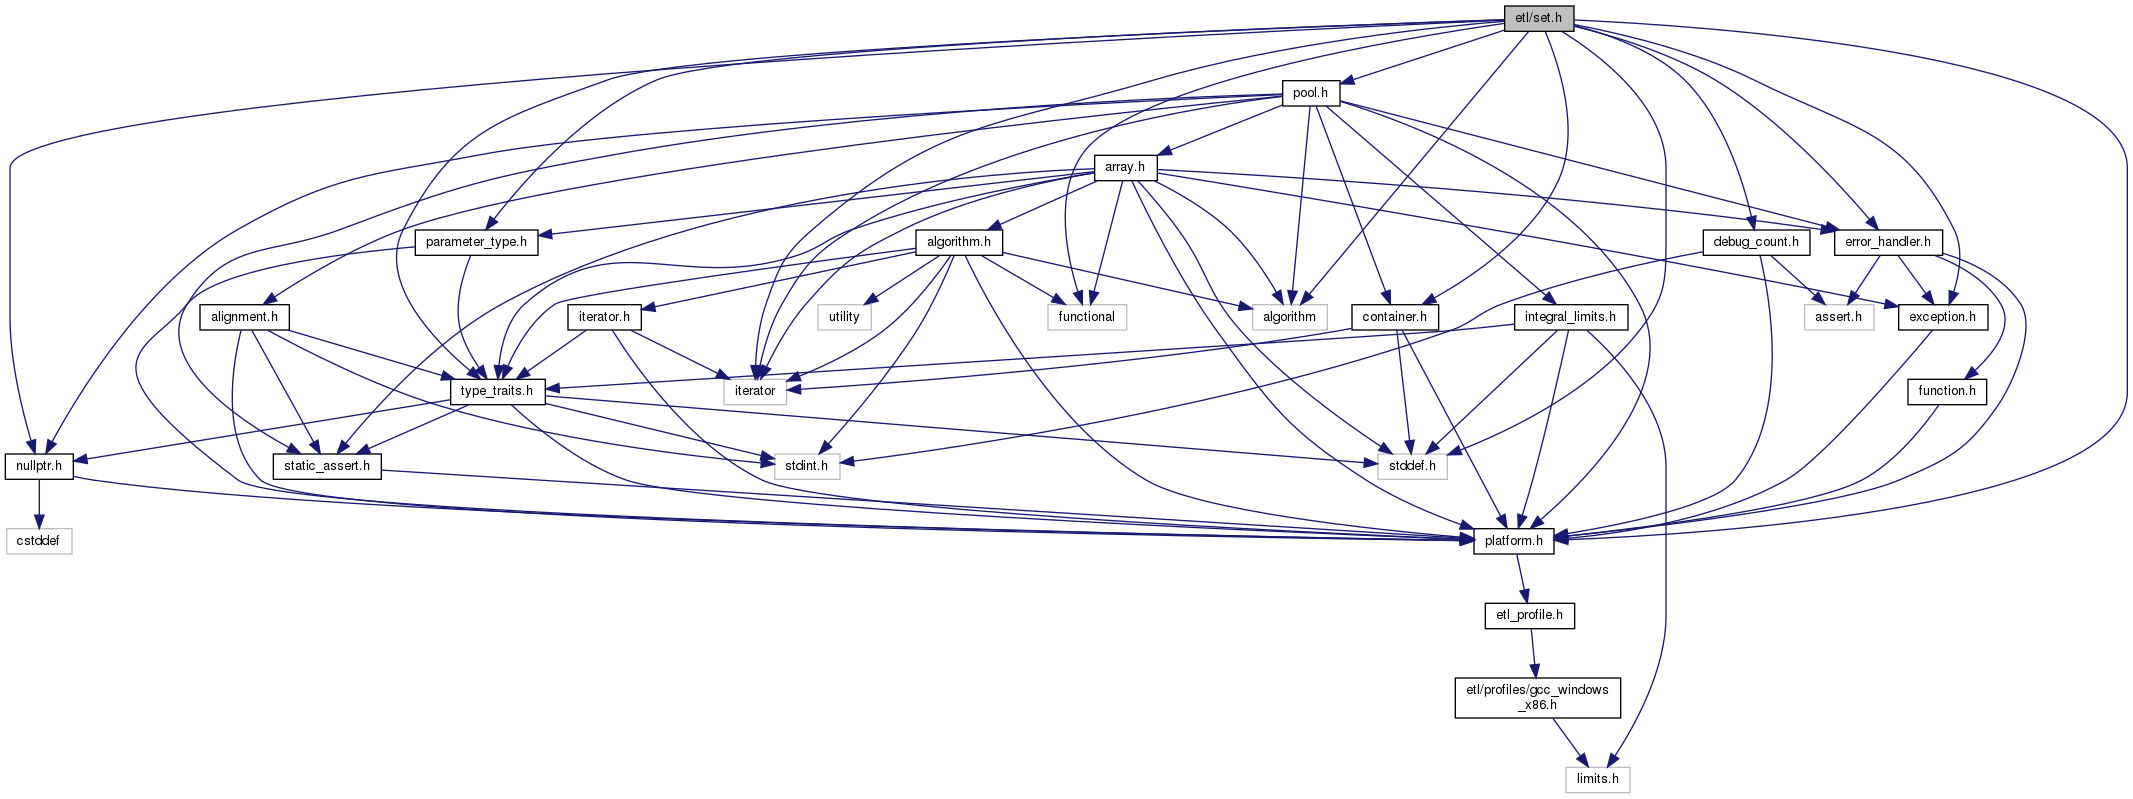 etl/set.h
pool.h
array.h
parameter_type.h
algorithm.h
debug_count.h
error_handler.h
alignment.h
iterator.h
utility
functional
algorithm
container.h
integral_limits.h
assert.h
exception.h
type_traits.h
iterator
function.h
nullptr.h
static_assert.h
stdint.h
stddef.h
cstddef
platform.h
etl_profile.h
etl/profiles/gcc_windows
_x86.h
limits.h